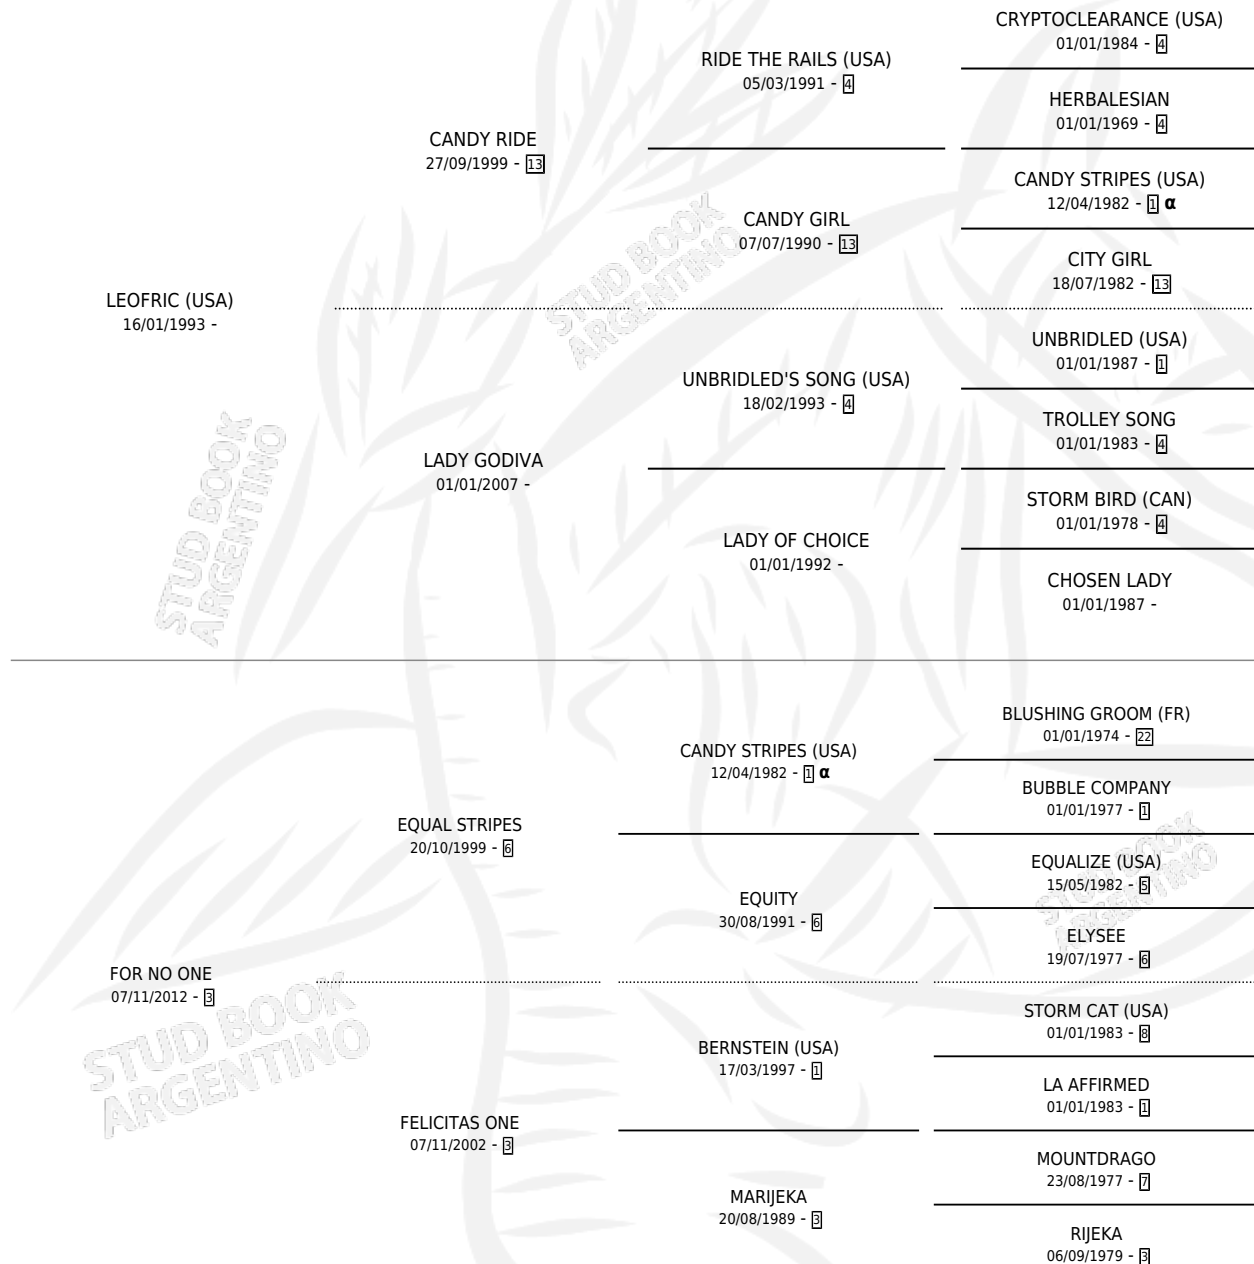 CRYPTOCLEARANCE (USA)
01/01/1984 - 4
RIDE THE RAILS (USA)
05/03/1991 - 4
HERBALESIAN
01/01/1969 - 4
CANDY RIDE
27/09/1999 - 13
CANDY STRIPES (USA)
12/04/1982 - 1 α
CANDY GIRL
07/07/1990 - 13
CITY GIRL
18/07/1982 - 13
LEOFRIC (USA)
16/01/1993 -
UNBRIDLED (USA)
01/01/1987 - 1
UNBRIDLED'S SONG (USA)
18/02/1993 - 4
TROLLEY SONG
01/01/1983 - 4
LADY GODIVA
01/01/2007 -
STORM BIRD (CAN)
01/01/1978 - 4
LADY OF CHOICE
01/01/1992 -
CHOSEN LADY
01/01/1987 -
BLUSHING GROOM (FR)
01/01/1974 - 22
CANDY STRIPES (USA)
12/04/1982 - 1 α
BUBBLE COMPANY
01/01/1977 - 1
EQUAL STRIPES
20/10/1999 - 6
EQUALIZE (USA)
15/05/1982 - 5
EQUITY
30/08/1991 - 6
ELYSEE
19/07/1977 - 6
FOR NO ONE
07/11/2012 - 3
STORM CAT (USA)
01/01/1983 - 8
BERNSTEIN (USA)
17/03/1997 - 1
LA AFFIRMED
01/01/1983 - 1
FELICITAS ONE
07/11/2002 - 3
MOUNTDRAGO
23/08/1977 - 7
MARIJEKA
20/08/1989 - 3
RIJEKA
06/09/1979 - 3
STUD BOOK
ARGENTINO
STUD BOOK
ARGENTINO
STUD BOOK
ARGENTINO
STUD BOOK
ARGENTINO